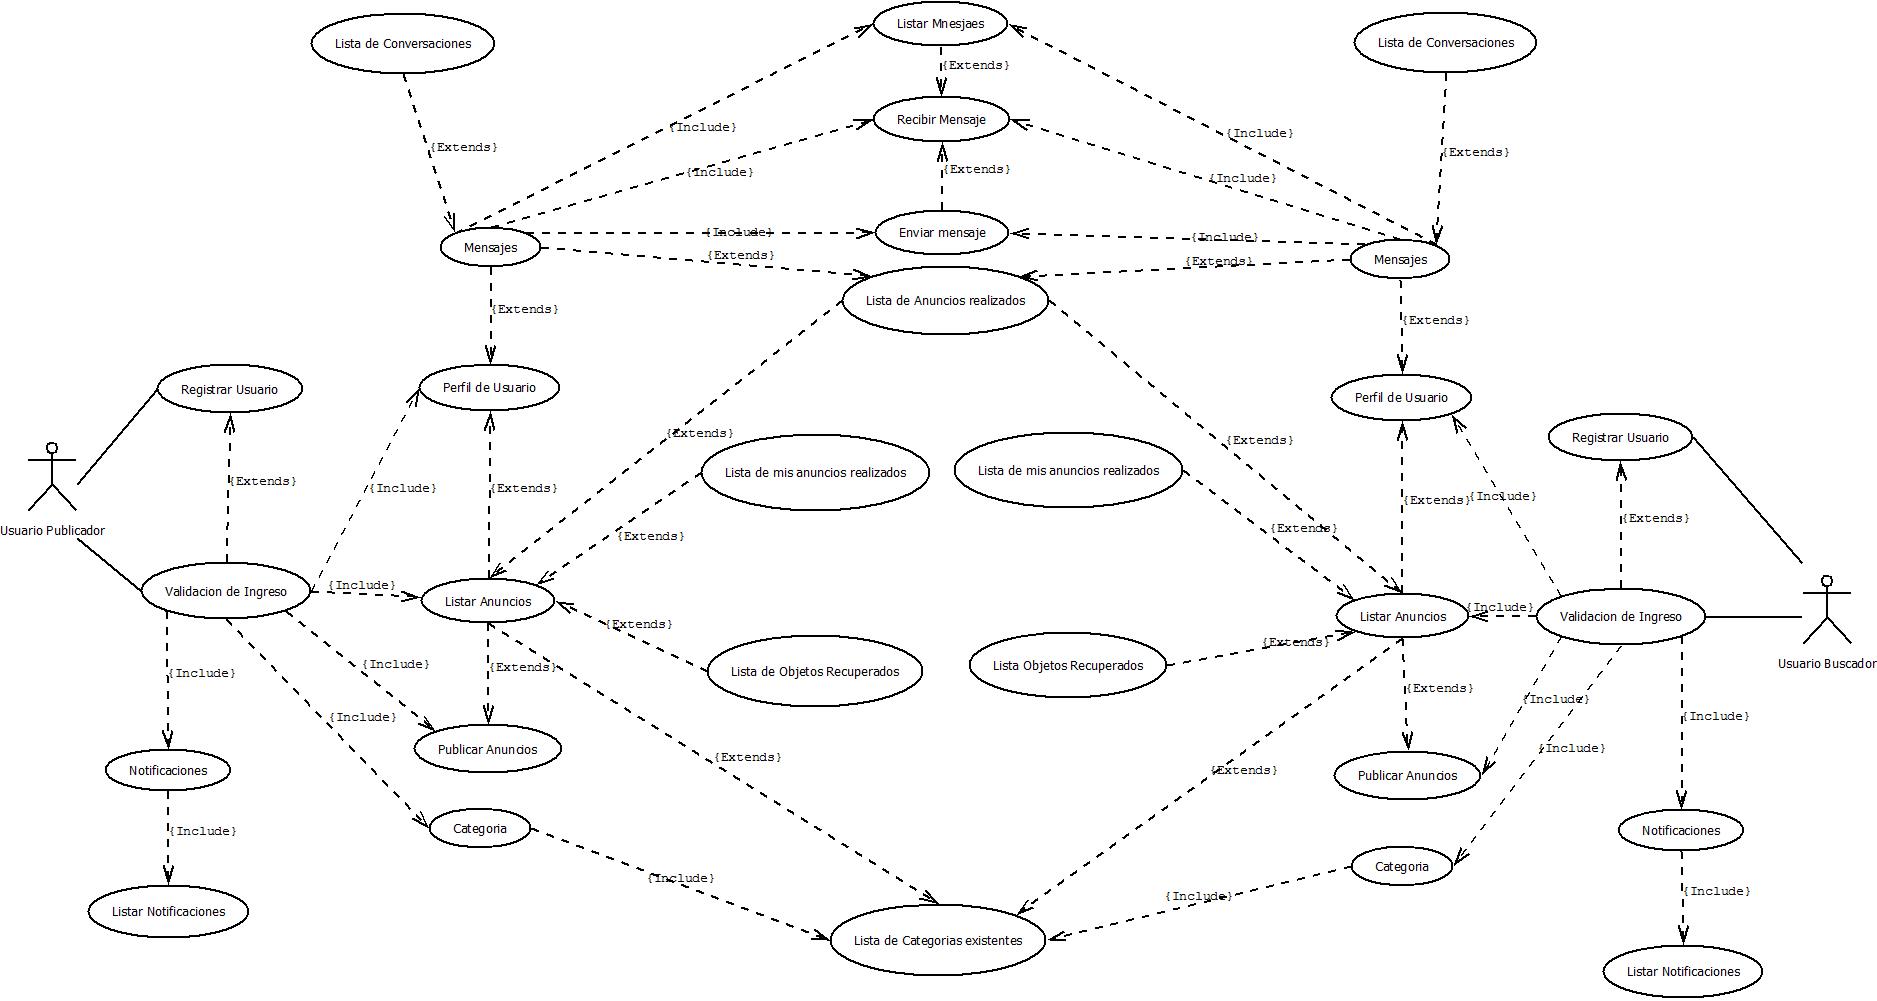 Listar Mnesjaes
Lista de Conversaciones
Lista de Conversaciones
{Extends}
Recibir Mensaje
{Include}
{Include}
{Extends}
{Extends}
{Extends}
{Include}
{Include}
Enviar mensaje
{Include}
{Include}
Mensajes
{Extends}
{Extends}
Mensajes
Lista de Anuncios realizados
{Extends}
{Extends}
Registrar Usuario
Perfil de Usuario
Perfil de Usuario
{Extends}
{Extends}
Registrar Usuario
Lista de mis anuncios realizados
Lista de mis anuncios realizados
{Extends}
{Include}
{Extends}
{Extends}
{Include}
{Extends}
Usuario Publicador
{Extends}
{Extends}
Validacion de Ingreso
{Include}
Listar Anuncios
{Include}
Listar Anuncios
Validacion de Ingreso
{Extends}
{Extends}
Usuario Buscador
{Include}
{Include}
{Extends}
Lista de Objetos Recuperados
Lista Objetos Recuperados
{Extends}
{Include}
{Include}
{Include}
Publicar Anuncios
{Extends}
{Extends}
{Include}
Notificaciones
Publicar Anuncios
{Include}
Categoria
Notificaciones
{Include}
Categoria
{Include}
{Include}
Listar Notificaciones
Lista de Categorias existentes
Listar Notificaciones